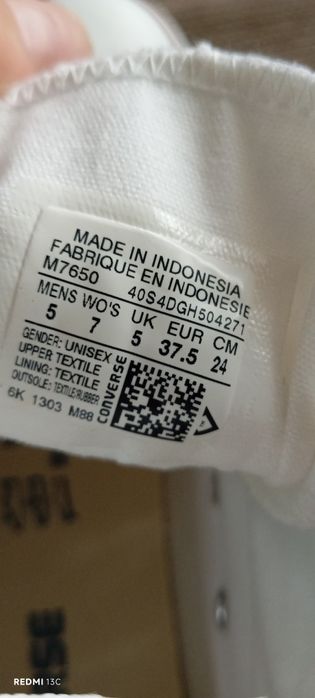 MADE IN INDONESIA
FABRIQUE EN INDONESIE
M7650 40S4DGH504271
MENS WO'S UK EUR CM
5 7 5 37.5 24
GENDER: UNISEX
UPPER TEXTILE
LINING: TEXTILE
OUTSOLE: TEXTILE/RUBBER
6K 1303 M88
CONVERSE
REDMI 13C